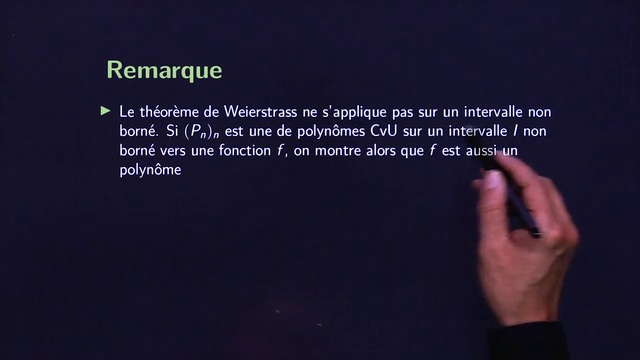 Remarque
Le théorème de Weierstrass ne s'applique pas sur un intervalle non
borné. Si (Pn)n est une de polynômes CvU sur un intervalle I non
borné vers une fonction f, on montre alors que f est aussi un
polynôme